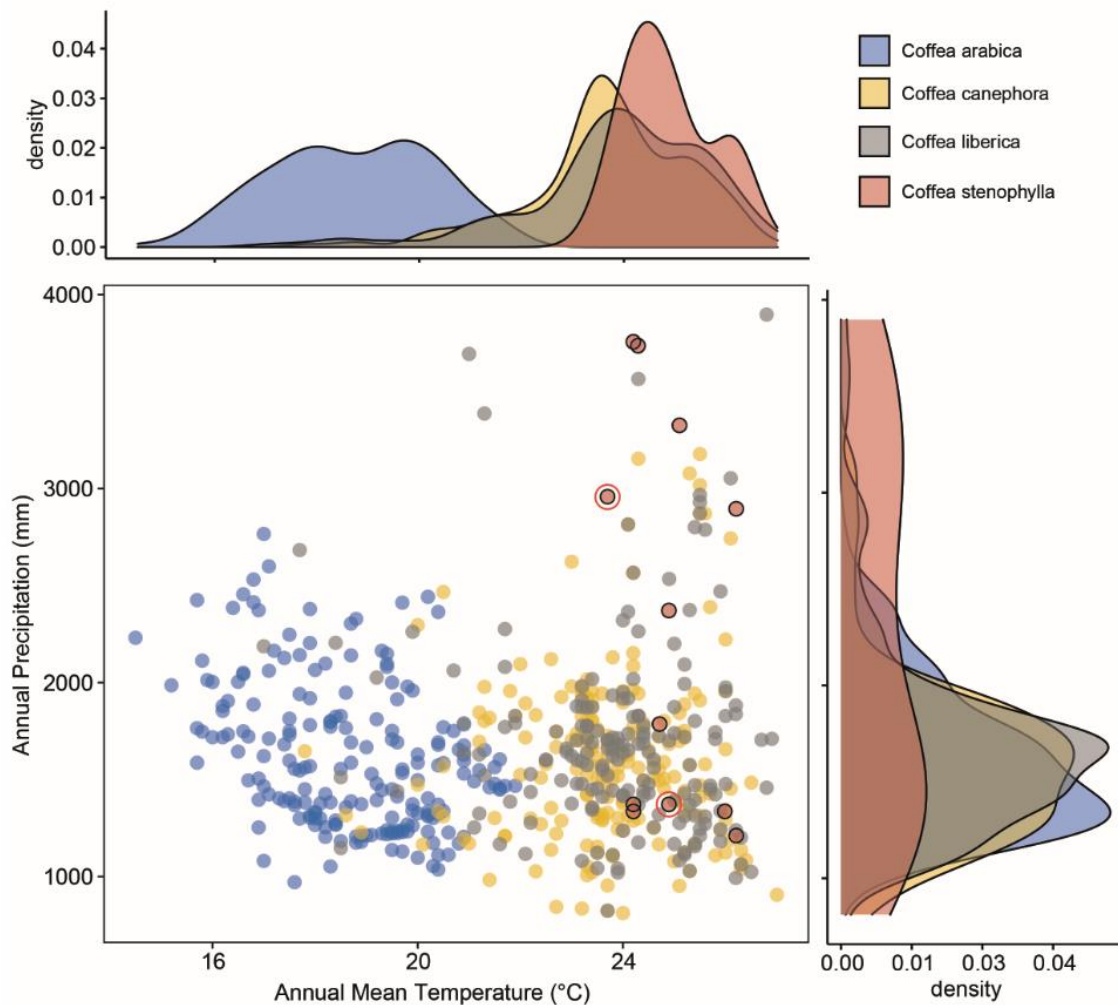 0.04
0.03
0.02
0.01
0.00
density
Coffea arabica
Coffea canephora
Coffea liberica
Coffea stenophylla
4000
3000
2000
1000
Annual Precipitation (mm)
16
20
24
Annual Mean Temperature (°C)
0.00
0.01
0.03
0.04
density